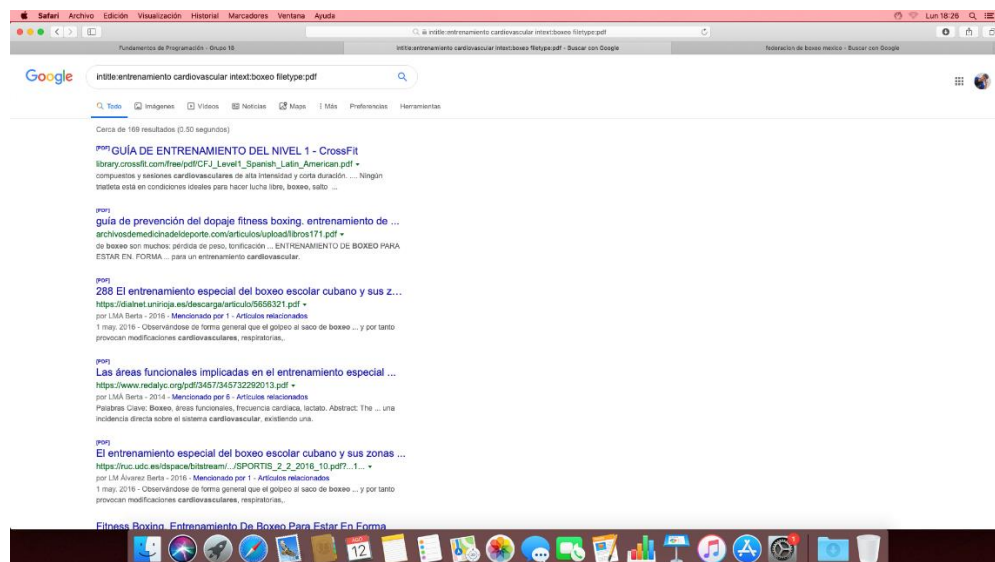 Safari Archivo Edición Visualización Historial Marcadores Ventana Ayuda
Lun 18:26
intitle:entrenamiento cardiovascular intext:boxeo filetype:pdf
Fundamentos de Programación - Grupo 18
intitle:entrenamiento cardiovascular intext:boxeo filetype:pdf - Buscar con Google
federacion de boxeo mexico - Buscar con Google
Google
intitle:entrenamiento cardiovascular intext:boxeo filetype:pdf
Todo Imágenes Vídeos Noticias Maps Más Preferencias Herramientas
Cerca de 169 resultados (0.50 segundos)
[PDF] GUÍA DE ENTRENAMIENTO DEL NIVEL 1 - CrossFit
library.crossfit.com/free/pdf/CFJ_Level1_Spanish_Latin_American.pdf
compuestos y sesiones cardiovasculares de alta intensidad y corta duración. .... Ningún
triatleta está en condiciones ideales para hacer lucha libre, boxeo, salto ...
[PDF]
guía de prevención del dopaje fitness boxing. entrenamiento de ...
archivosdemedicinadeldeporte.com/articulos/upload/libros171.pdf
de boxeo son muchos: pérdida de peso, tonificación ... ENTRENAMIENTO DE BOXEO PARA
ESTAR EN. FORMA ... para un entrenamiento cardiovascular.
[PDF]
288 El entrenamiento especial del boxeo escolar cubano y sus z...
https://dialnet.unirioja.es/descarga/articulo/5656321.pdf
por LMA Berta - 2016 - Mencionado por 1 - Artículos relacionados
1 may. 2016 - Observándose de forma general que el golpeo al saco de boxeo ... y por tanto
provocan modificaciones cardiovasculares, respiratorias,.
[PDF]
Las áreas funcionales implicadas en el entrenamiento especial ...
https://www.redalyc.org/pdf/3457/345732292013.pdf
por LMÁ Berta - 2014 - Mencionado por 6 - Artículos relacionados
Palabras Clave: Boxeo, áreas funcionales, frecuencia cardiaca, lactato. Abstract: The ... una
incidencia directa sobre el sistema cardiovascular, existiendo una.
[PDF]
El entrenamiento especial del boxeo escolar cubano y sus zonas ...
https://ruc.udc.es/dspace/bitstream/.../SPORTIS_2_2_2016_10.pdf?...1...
por LM Álvarez Berta - 2016 - Mencionado por 1 - Artículos relacionados
1 may. 2016 - Observándose de forma general que el golpeo al saco de boxeo ... y por tanto
provocan modificaciones cardiovasculares, respiratorias,.
Fitness Boxing. Entrenamiento De Boxeo Para Estar En Forma
AGO
12
1